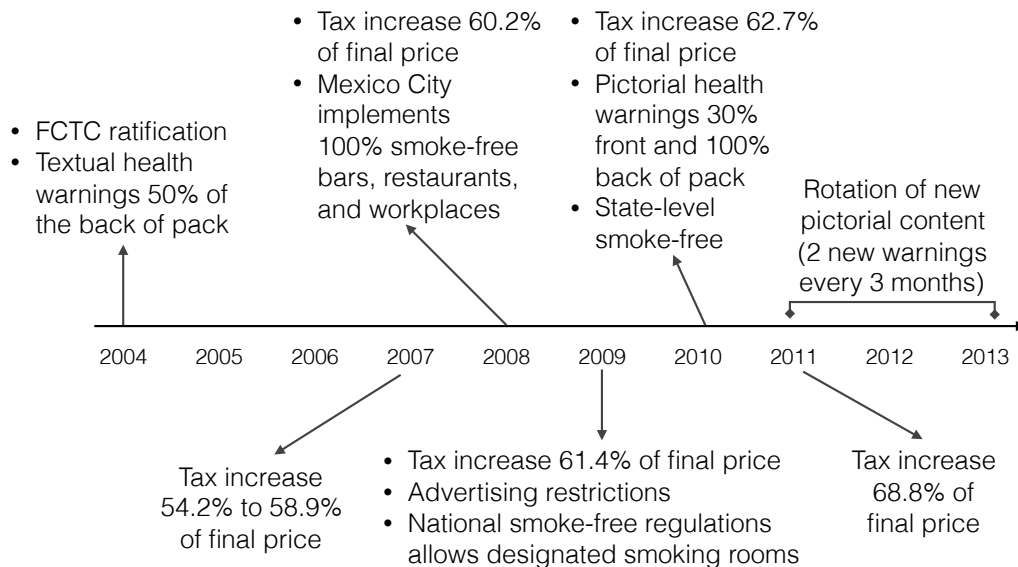 • FCTC ratification
• Textual health
warnings 50% of
the back of pack
• Tax increase 60.2%
of final price
• Mexico City
implements
100% smoke-free
bars, restaurants,
and workplaces
• Tax increase 62.7%
of final price
• Pictorial health
warnings 30%
front and 100%
back of pack
• State-level
smoke-free
Rotation of new
pictorial content
(2 new warnings
every 3 months)
2004 2005 2006 2007 2008 2009 2010 2011 2012 2013
Tax increase
54.2% to 58.9%
of final price
• Tax increase 61.4% of final price
• Advertising restrictions
• National smoke-free regulations
allows designated smoking rooms
Tax increase
68.8% of
final price